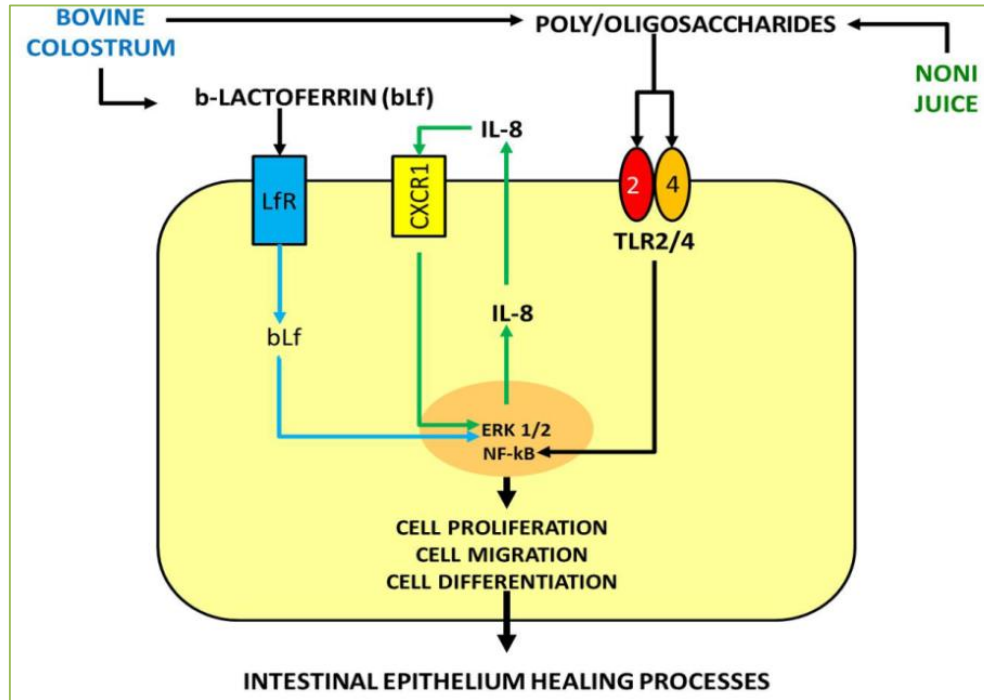 BOVINE
COLOSTRUM
POLY/OLIGOSACCHARIDES
NONI
JUICE
b-LACTOFERRIN (bLf)
IL-8
LfR
CXCR1
2
4
TLR2/4
IL-8
bLf
ERK 1/2
NF-kB
CELL PROLIFERATION
CELL MIGRATION
CELL DIFFERENTIATION
INTESTINAL EPITHELIUM HEALING PROCESSES